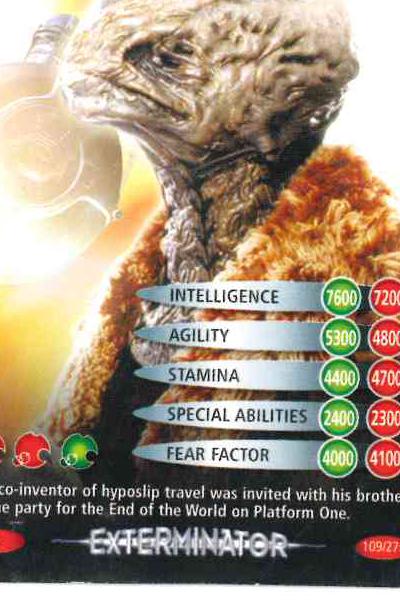 INTELLIGENCE 7600 7200
AGILITY 5300 4800
STAMINA 4400 4700
SPECIAL ABILITIES 2400 2300
FEAR FACTOR 4000 4100
co-inventor of hyposlip travel was invited with his brothe
e party for the End of the World on Platform One.
EXTERMINATOR
109/27